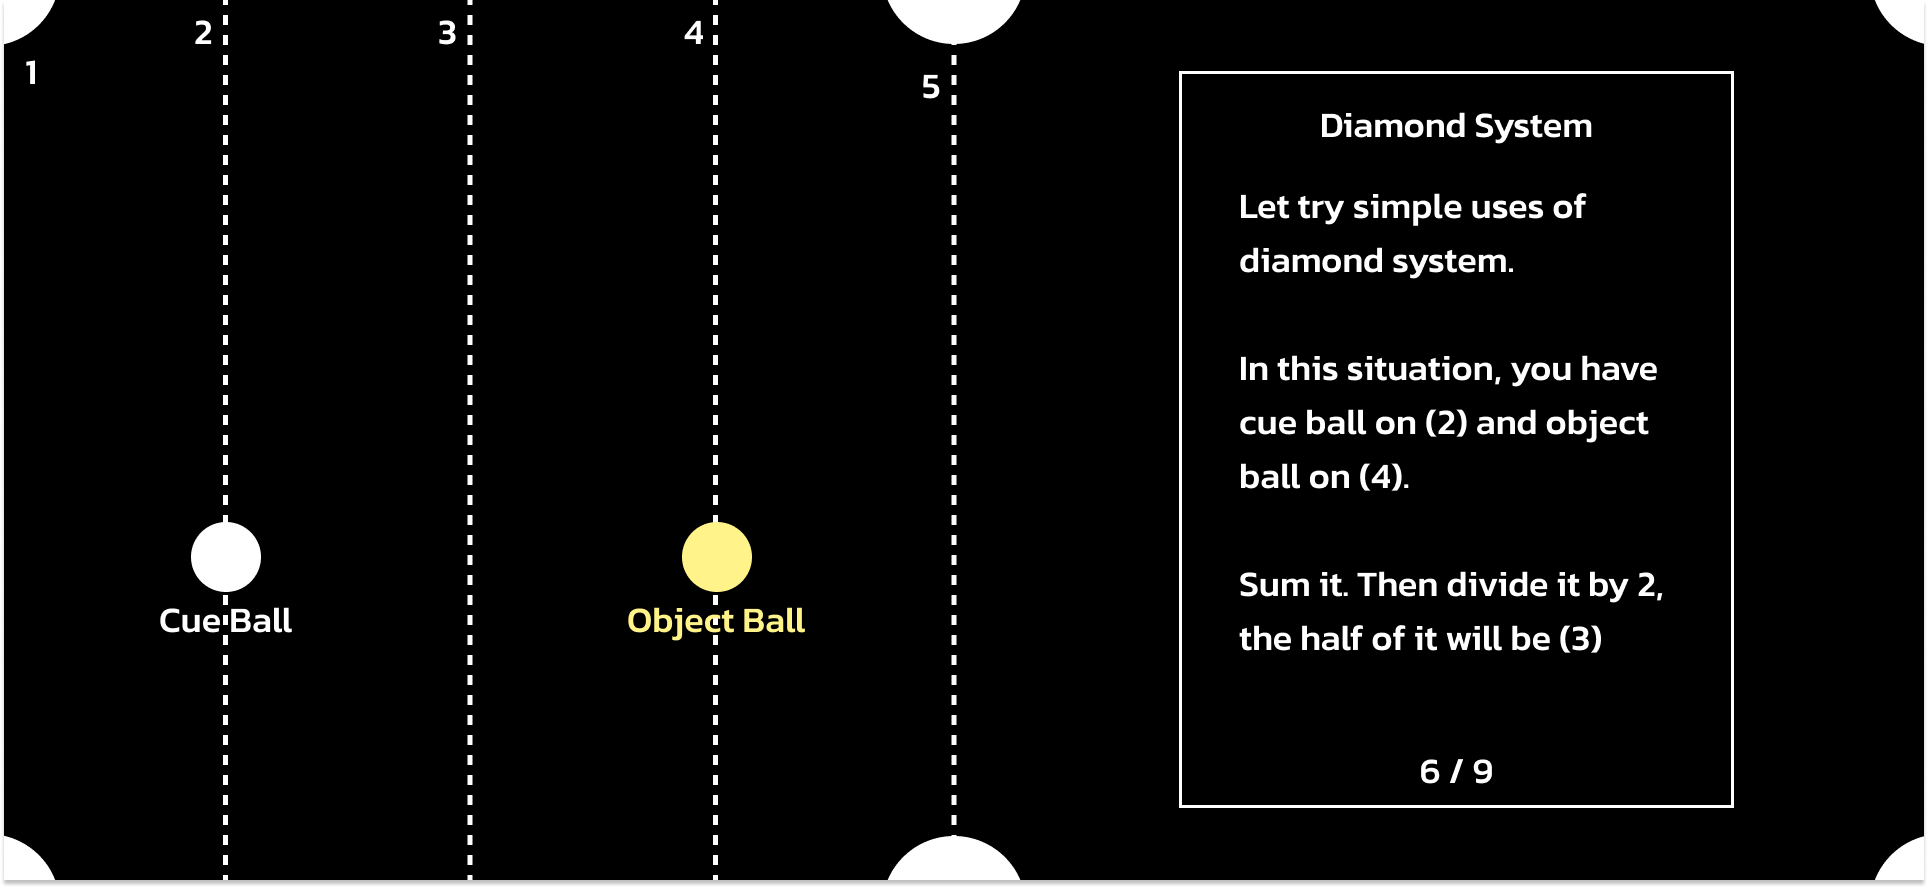 2
3
4
1
5
Cue Ball
Object Ball
Diamond System
Let try simple uses of
diamond system.
In this situation, you have
cue ball on (2) and object
ball on (4).
Sum it. Then divide it by 2,
the half of it will be (3)
6 / 9